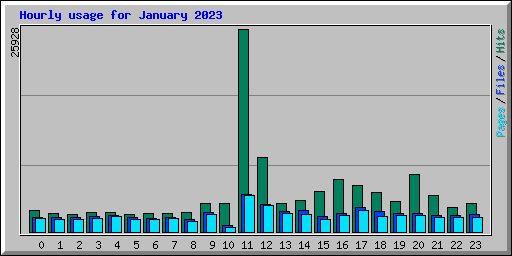 Hourly usage for January 2023
25928
Pages/Files/Hits
0 1 2 3 4 5 6 7 8 9 10 11 12 13 14 15 16 17 18 19 20 21 22 23